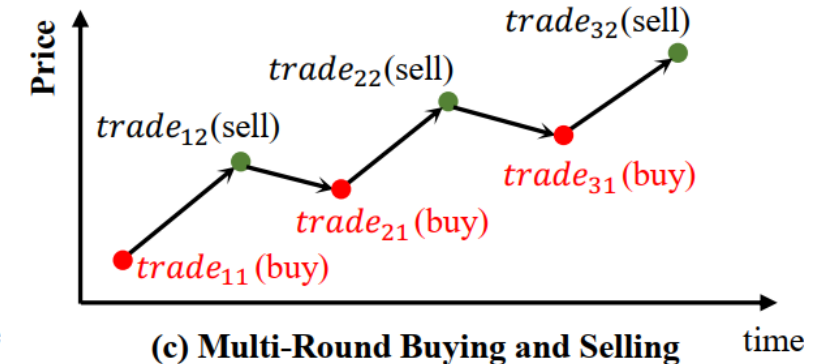 Price
trade₃₂(sell)
trade₂₂(sell)
trade₁₂(sell)
trade₃₁(buy)
trade₂₁(buy)
trade₁₁(buy)
(c) Multi-Round Buying and Selling
time